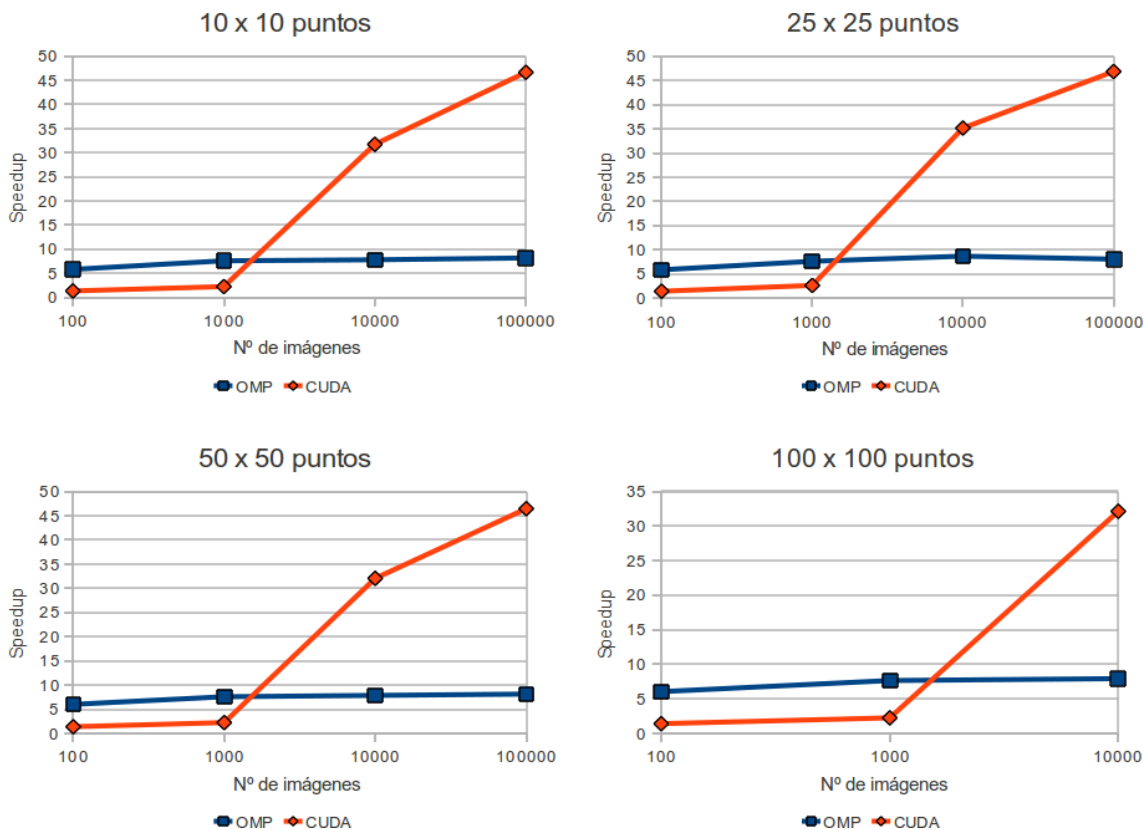 10 x 10 puntos
50
45
40
35
30
25
20
15
10
5
0
Speedup
100 1000 10000 100000
Nº de imágenes
OMP CUDA
25 x 25 puntos
50
45
40
35
30
25
20
15
10
5
0
Speedup
100 1000 10000 100000
Nº de imágenes
OMP CUDA
50 x 50 puntos
50
45
40
35
30
25
20
15
10
5
0
Speedup
100 1000 10000 100000
Nº de imágenes
OMP CUDA
100 x 100 puntos
35
30
25
20
15
10
5
0
Speedup
100 1000 10000
Nº de imágenes
OMP CUDA